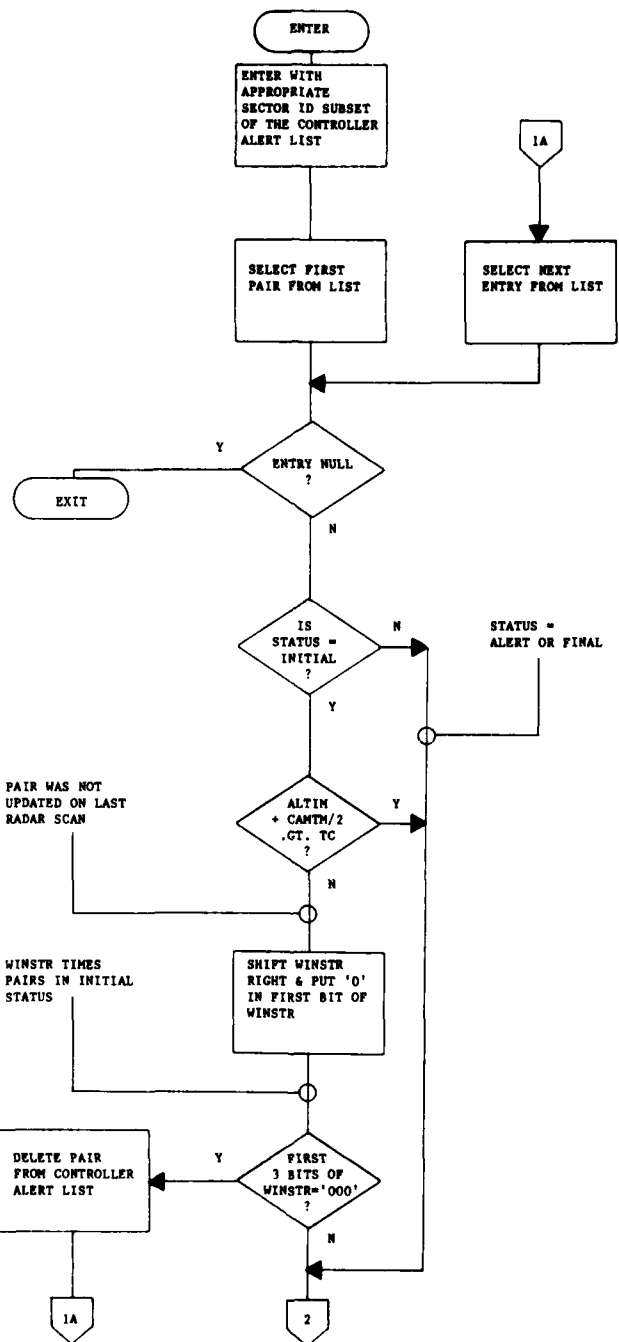 ENTER
ENTER WITH
APPROPRIATE
SECTOR ID SUBSET
OF THE CONTROLLER
ALERT LIST
1A
SELECT FIRST
PAIR FROM LIST
SELECT NEXT
ENTRY FROM LIST
Y
ENTRY NULL
?
EXIT
N
IS
STATUS =
INITIAL
?
N
STATUS =
ALERT OR FINAL
Y
PAIR WAS NOT
UPDATED ON LAST
RADAR SCAN
ALTIM
+ CAMTM/2
.GT. TC
?
Y
N
WINSTR TIMES
PAIRS IN INITIAL
STATUS
SHIFT WINSTR
RIGHT & PUT '0'
IN FIRST BIT OF
WINSTR
DELETE PAIR
FROM CONTROLLER
ALERT LIST
Y
FIRST
3 BITS OF
WINSTR='000'
?
N
1A
2